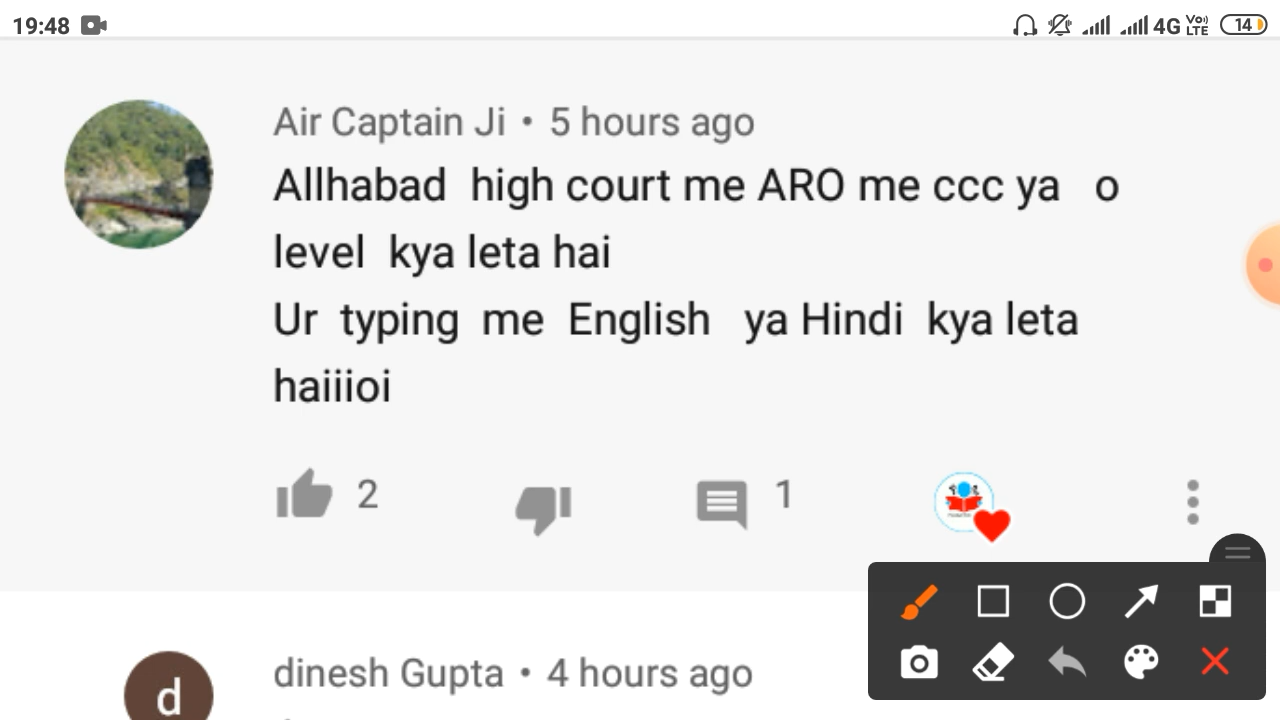 19:48 4G Vo) LTE 14
Air Captain Ji • 5 hours ago
Allhabad high court me ARO me ccc ya o
level kya leta hai
Ur typing me English ya Hindi kya leta
haiiioi
2 1
d dinesh Gupta • 4 hours ago